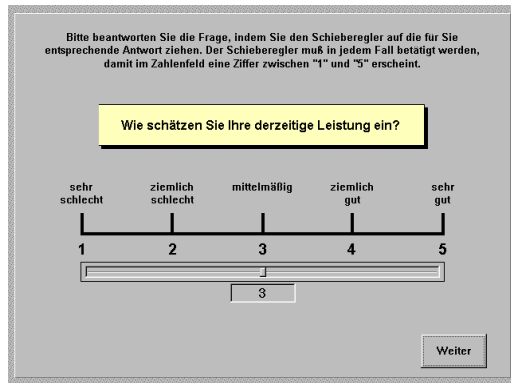 Bitte beantworten Sie die Frage, indem Sie den Schieberegler auf die für Sie
entsprechende Antwort ziehen. Der Schieberegler muß in jedem Fall betätigt werden,
damit im Zahlenfeld eine Ziffer zwischen "1" und "5" erscheint.
Wie schätzen Sie Ihre derzeitige Leistung ein?
sehr schlecht
ziemlich schlecht
mittelmäßig
ziemlich gut
sehr gut
1 2 3 4 5
3
Weiter